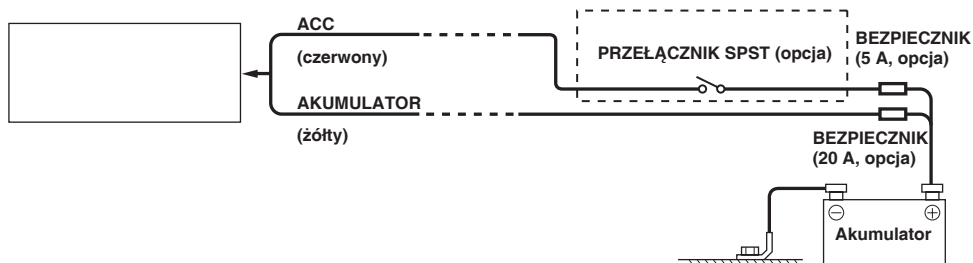 ACC
(czerwony)
PRZEŁĄCZNIK SPST (opcja)
BEZPIECZNIK
(5 A, opcja)
AKUMULATOR
(żółty)
BEZPIECZNIK
(20 A, opcja)
Akumulator